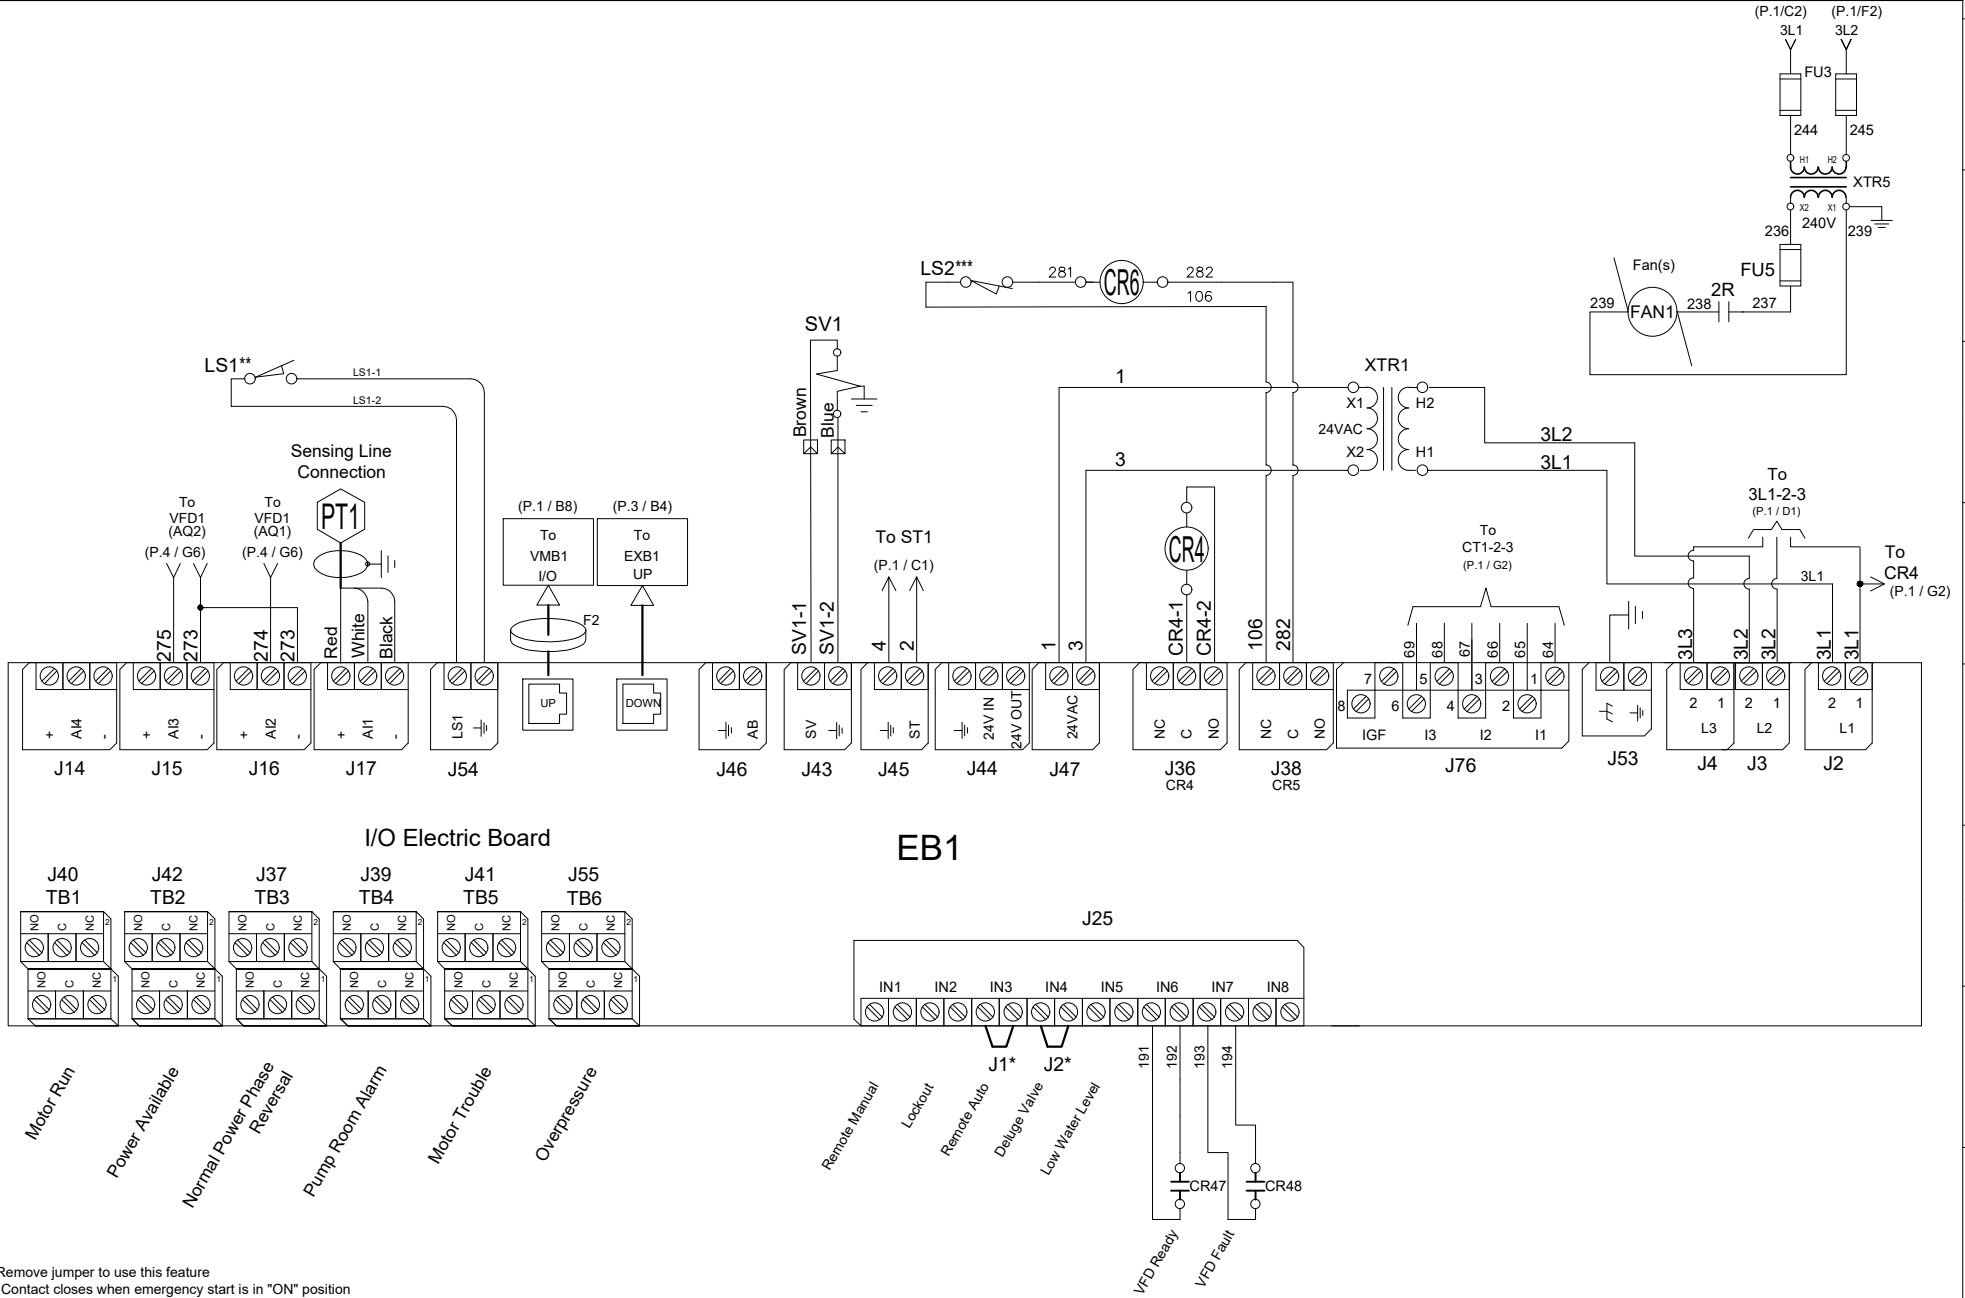 (P.1/C2) (P.1/F2)
3L1 3L2
FU3
244 245
H1 H2
XTR5
X2 X1
240V
236 239
FU5
Fan(s)
2R
239 FAN1 238 237
LS2*** 281 CR6 282
106
SV1
Brown
Blue
LS1** LS1-1
LS1-2
XTR1
1 X1 H2
24VAC
3 X2 H1
3L2
3L1
Sensing Line
Connection
PT1
To
VFD1
(AQ2)
(P.4 / G6)
To
VFD1
(AQ1)
(P.4 / G6)
(P.1 / B8)
To
VMB1
I/O
(P.3 / B4)
To
EXB1
UP
F2
To ST1
(P.1 / C1)
CR4
To
CT1-2-3
(P.1 / G2)
To
3L1-2-3
(P.1 / D1)
3L1
To
CR4
(P.1 / G2)
275 273 274 273 Red White Black SV1-1 SV1-2 4 2 1 3 CR4-1 CR4-2 106 282 69 68 67 66 65 64 3L3 3L2 3L2 3L1 3L1
+ AI4 -
J14
+ AI3 -
J15
+ AI2 -
J16
+ AI1 -
J17
LS1
J54
UP
DOWN
AB
J46
SV
J43
ST
J45
24V IN 24V OUT
J44
24VAC
J47
NC C NO
J36
CR4
NC C NO
J38
CR5
7 5 3 1
8 6 4 2
IGF I3 I2 I1
J76
J53
2 1
L3
J4
2 1
L2
J3
2 1
L1
J2
I/O Electric Board
EB1
J40
TB1
NO C NC 2
NO C NC 1
Motor Run
J42
TB2
NO C NC 2
NO C NC 1
Power Available
J37
TB3
NO C NC 2
NO C NC 1
Normal Power Phase
Reversal
J39
TB4
NO C NC 2
NO C NC 1
Pump Room Alarm
J41
TB5
NO C NC 2
NO C NC 1
Motor Trouble
J55
TB6
NO C NC 2
NO C NC 1
Overpressure
J25
IN1 IN2 IN3 IN4 IN5 IN6 IN7 IN8
J1* J2*
191 192 193 194
Remote Manual
Lockout
Remote Auto
Deluge Valve
Low Water Level
CR47 CR48
VFD Ready
VFD Fault
Remove jumper to use this feature
Contact closes when emergency start is in "ON" position